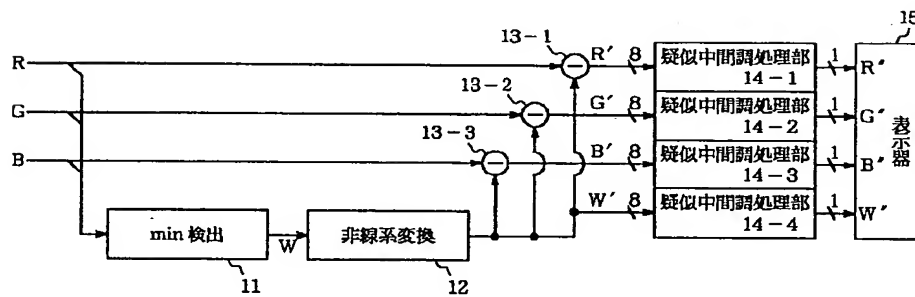 15
13-1
R
R′
8
疑似中間調処理部
14-1
1
R″
13-2
G
G′
8
疑似中間調処理部
14-2
1
G″
表示器
13-3
B
B′
8
疑似中間調処理部
14-3
1
B″
W′
8
疑似中間調処理部
14-4
1
W″
min 検出
W
非線系変換
11
12